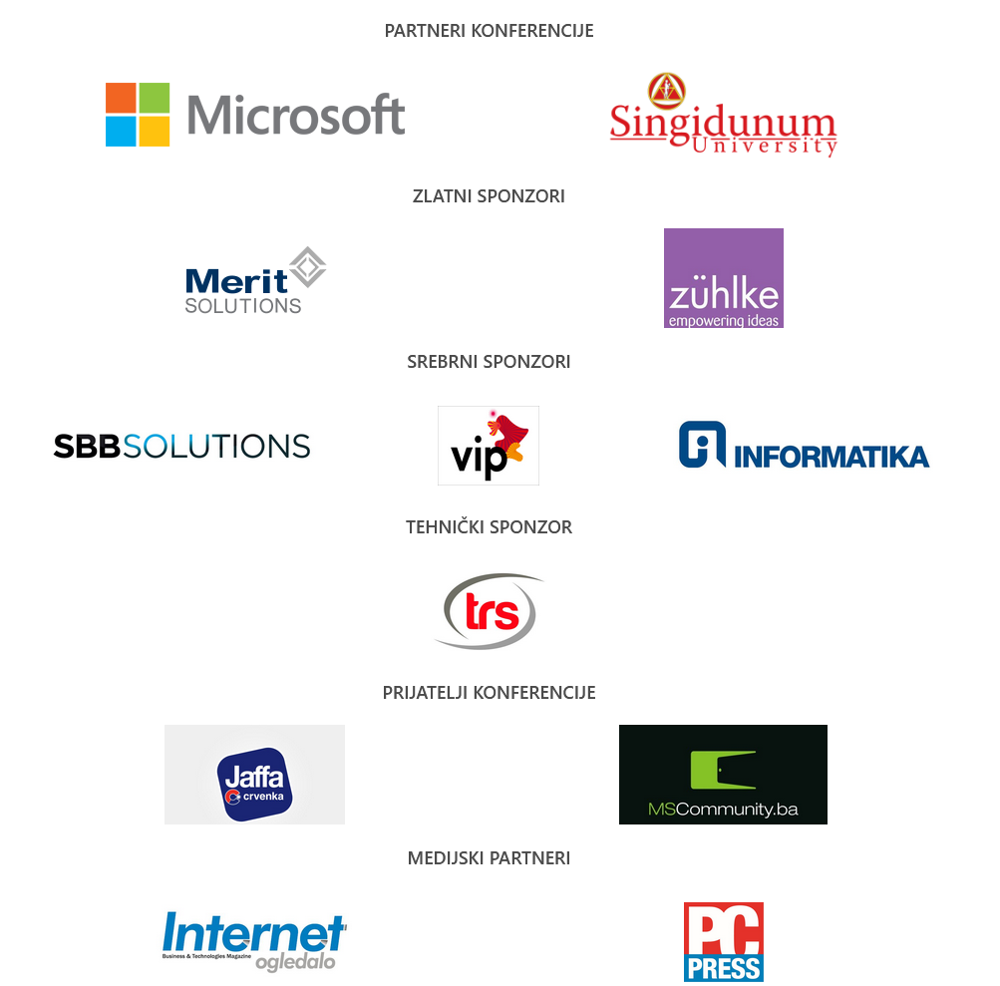 PARTNERI KONFERENCIJE
Microsoft
Singidunum
University
ZLATNI SPONZORI
Merit
SOLUTIONS
zühlke
empowering ideas
SREBRNI SPONZORI
SBBSOLUTIONS
vip
INFORMATIKA
TEHNIČKI SPONZOR
trs
PRIJATELJI KONFERENCIJE
Jaffa
crvenka
MSCommunity.ba
MEDIJSKI PARTNERI
Internet
Business & Technologies Magazine
ogledalo
PC
PRESS